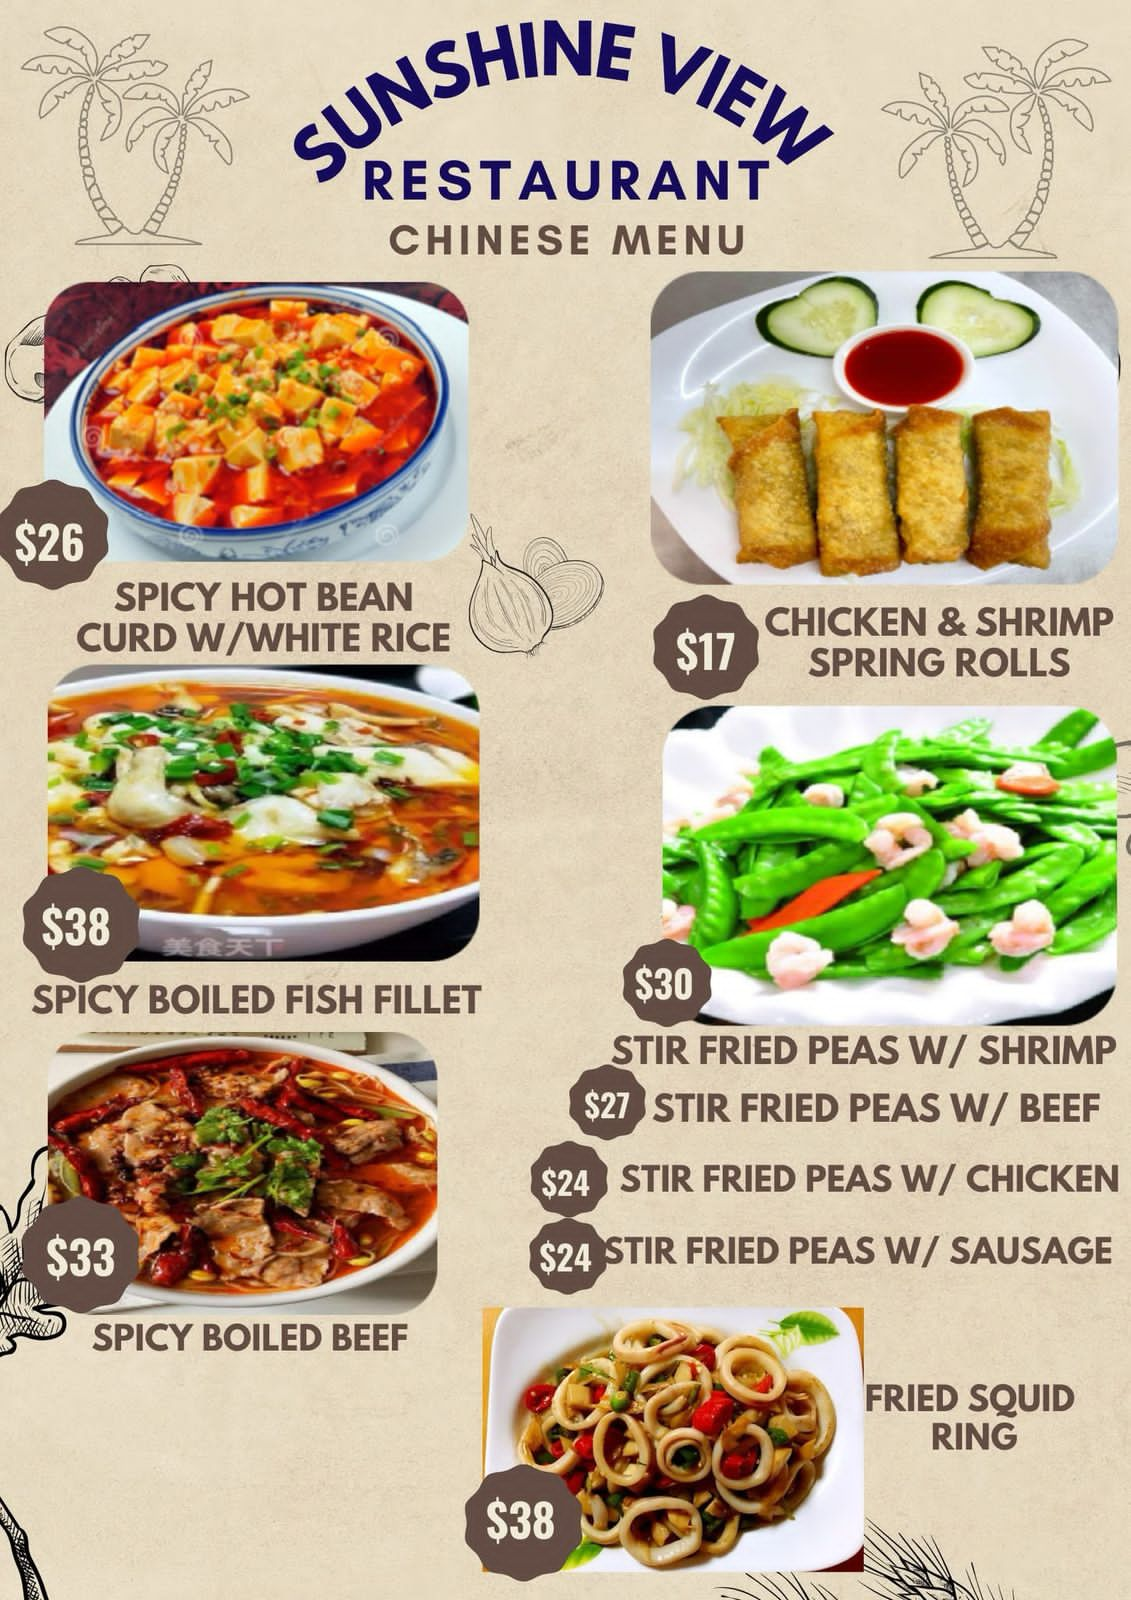 SUNSHINE VIEW
RESTAURANT
CHINESE MENU
$26
SPICY HOT BEAN
CURD W/WHITE RICE
$17
CHICKEN & SHRIMP
SPRING ROLLS
美食天下
$38
SPICY BOILED FISH FILLET
$30
STIR FRIED PEAS W/ SHRIMP
$27 STIR FRIED PEAS W/ BEEF
$24 STIR FRIED PEAS W/ CHICKEN
$24 STIR FRIED PEAS W/ SAUSAGE
$33
SPICY BOILED BEEF
FRIED SQUID
RING
$38